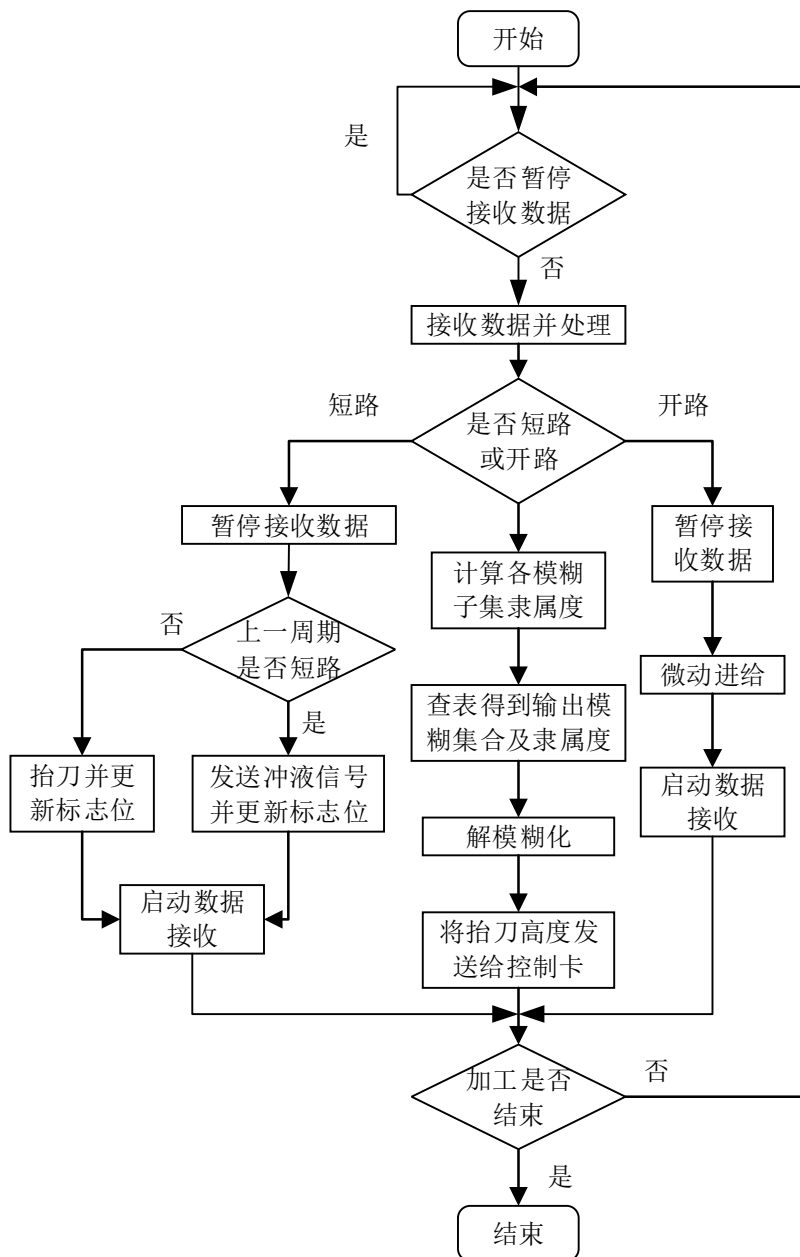 开始
是
是否暂停
接收数据
否
接收数据并处理
短路
开路
是否短路
或开路
暂停接收数据
暂停接
收数据
计算各模糊
子集隶属度
否
上一周期
是否短路
微动进给
查表得到输出模
糊集合及隶属度
是
抬刀并更
新标志位
发送冲液信号
并更新标志位
启动数据
接收
解模糊化
启动数据
接收
将抬刀高度发
送给控制卡
加工是否
结束
否
是
结束